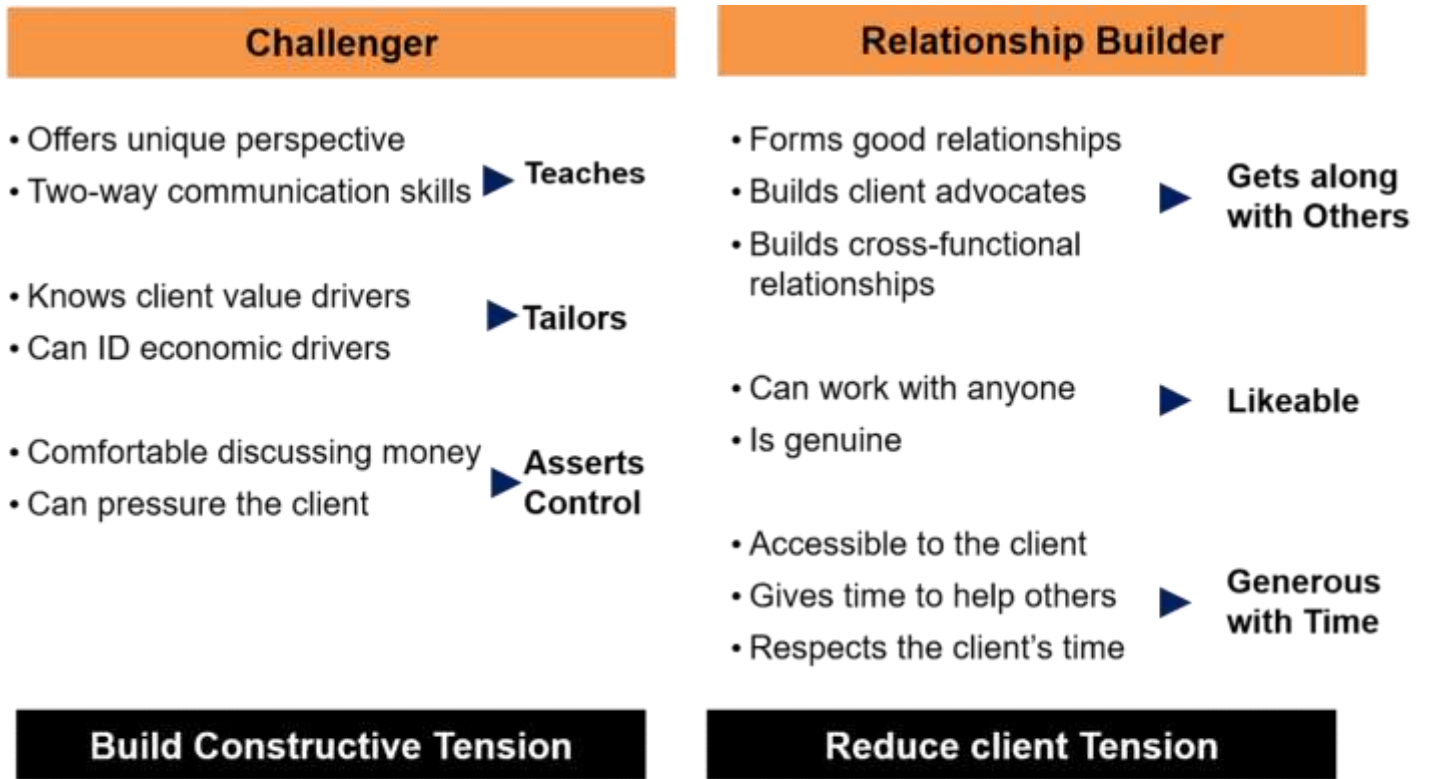 Challenger
• Offers unique perspective
• Two-way communication skills
Teaches
• Knows client value drivers
• Can ID economic drivers
Tailors
• Comfortable discussing money
• Can pressure the client
Asserts
Control
Build Constructive Tension
Relationship Builder
• Forms good relationships
• Builds client advocates
• Builds cross-functional
relationships
Gets along
with Others
• Can work with anyone
• Is genuine
Likeable
• Accessible to the client
• Gives time to help others
• Respects the client's time
Generous
with Time
Reduce client Tension